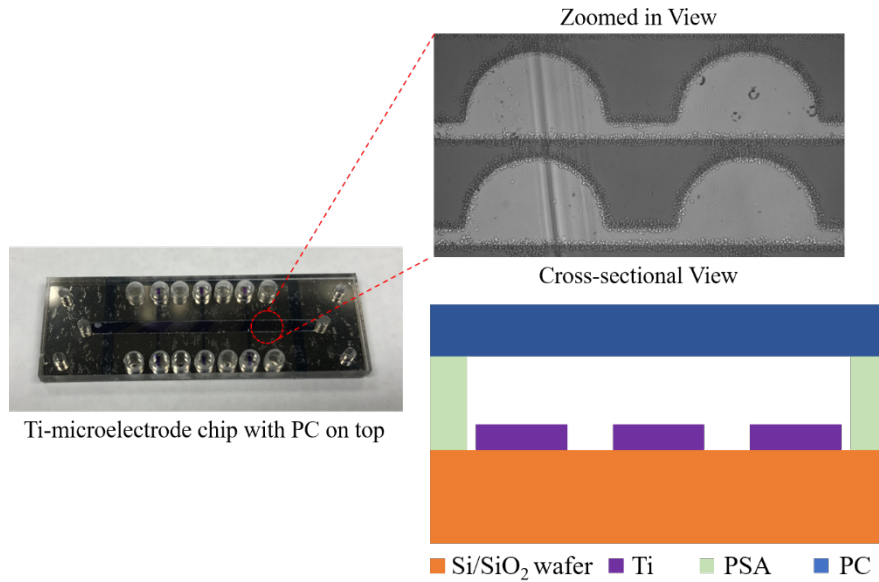 Zoomed in View
Ti-microelectrode chip with PC on top
Cross-sectional View
Si/SiO₂ wafer
Ti
PSA
PC